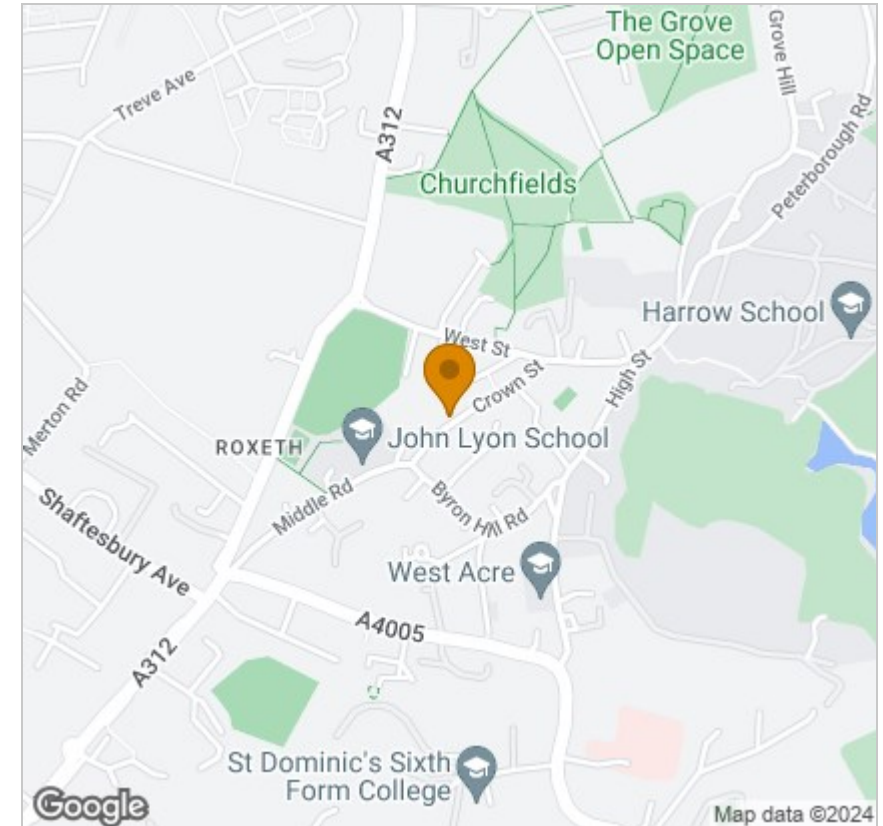 The Grove
Open Space
Grove Hill
Treve Ave
A312
Peterborough Rd
Churchfields
Harrow School
West St
High St
Crown St
Merton Rd
John Lyon School
ROXETH
Middle Rd
Byron Hill Rd
Shaftesbury Ave
West Acre
A4005
A312
St Dominic's Sixth
Form College
Google
Map data ©2024